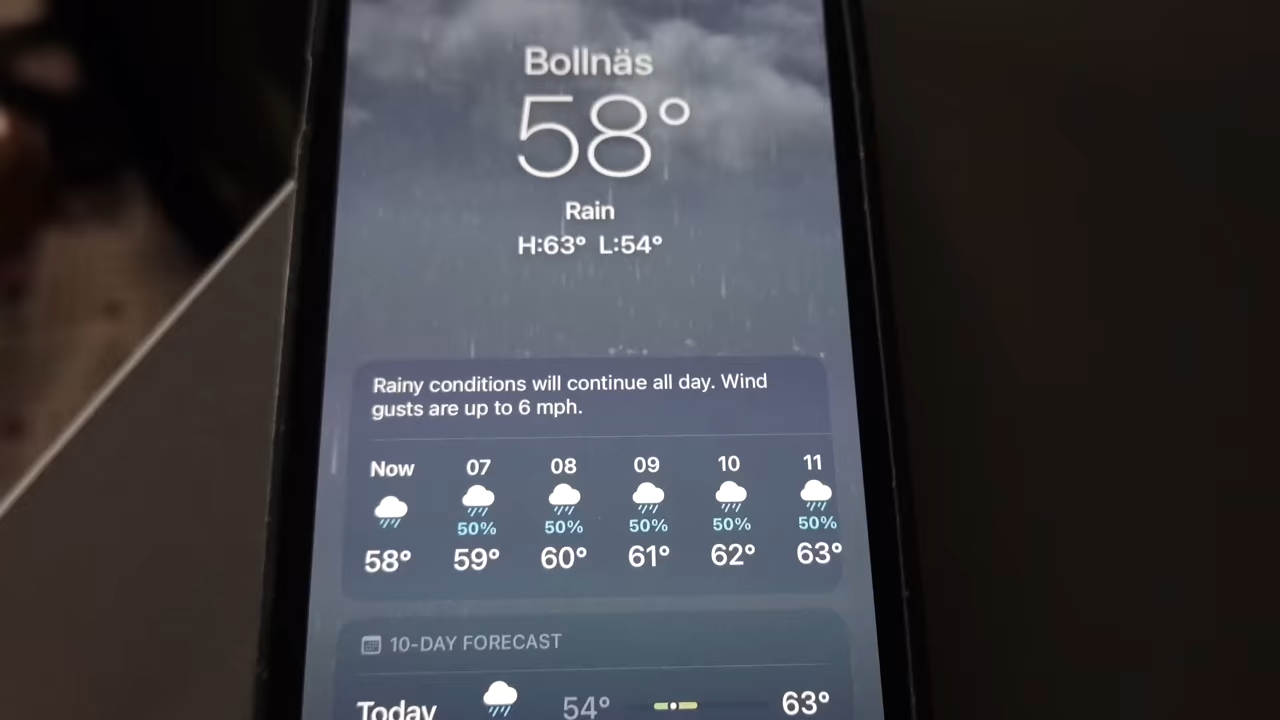 Bollnäs
58°
Rain
H:63° L:54°
Rainy conditions will continue all day. Wind
gusts are up to 6 mph.
Now 07 08 09 10 11
50% 50% 50% 50% 50%
58° 59° 60° 61° 62° 63°
10-DAY FORECAST
Today 54° 63°